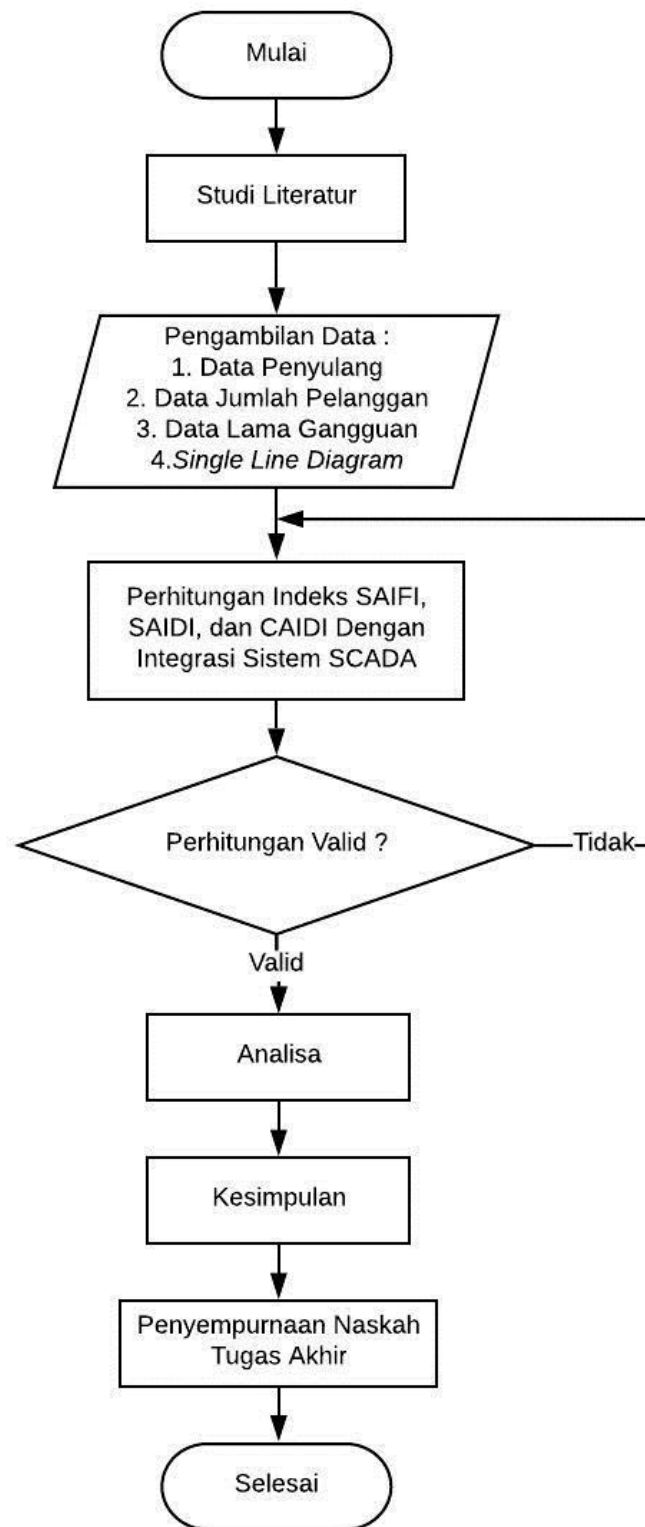 Mulai
Studi Literatur
Pengambilan Data :
1. Data Penyulang
2. Data Jumlah Pelanggan
3. Data Lama Gangguan
4.Single Line Diagram
Perhitungan Indeks SAIFI,
SAIDI, dan CAIDI Dengan
Integrasi Sistem SCADA
Perhitungan Valid ?
Tidak
Valid
Analisa
Kesimpulan
Penyempurnaan Naskah
Tugas Akhir
Selesai